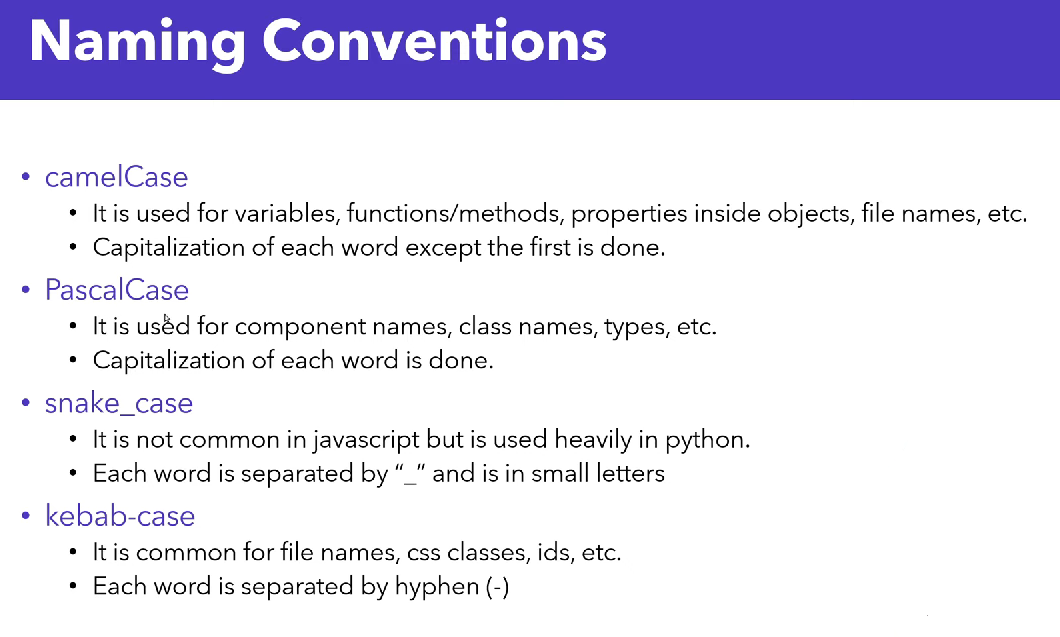 Naming Conventions
• camelCase
• It is used for variables, functions/methods, properties inside objects, file names, etc.
• Capitalization of each word except the first is done.
• PascalCase
• It is used for component names, class names, types, etc.
• Capitalization of each word is done.
• snake_case
• It is not common in javascript but is used heavily in python.
• Each word is separated by “_” and is in small letters
• kebab-case
• It is common for file names, css classes, ids, etc.
• Each word is separated by hyphen (-)